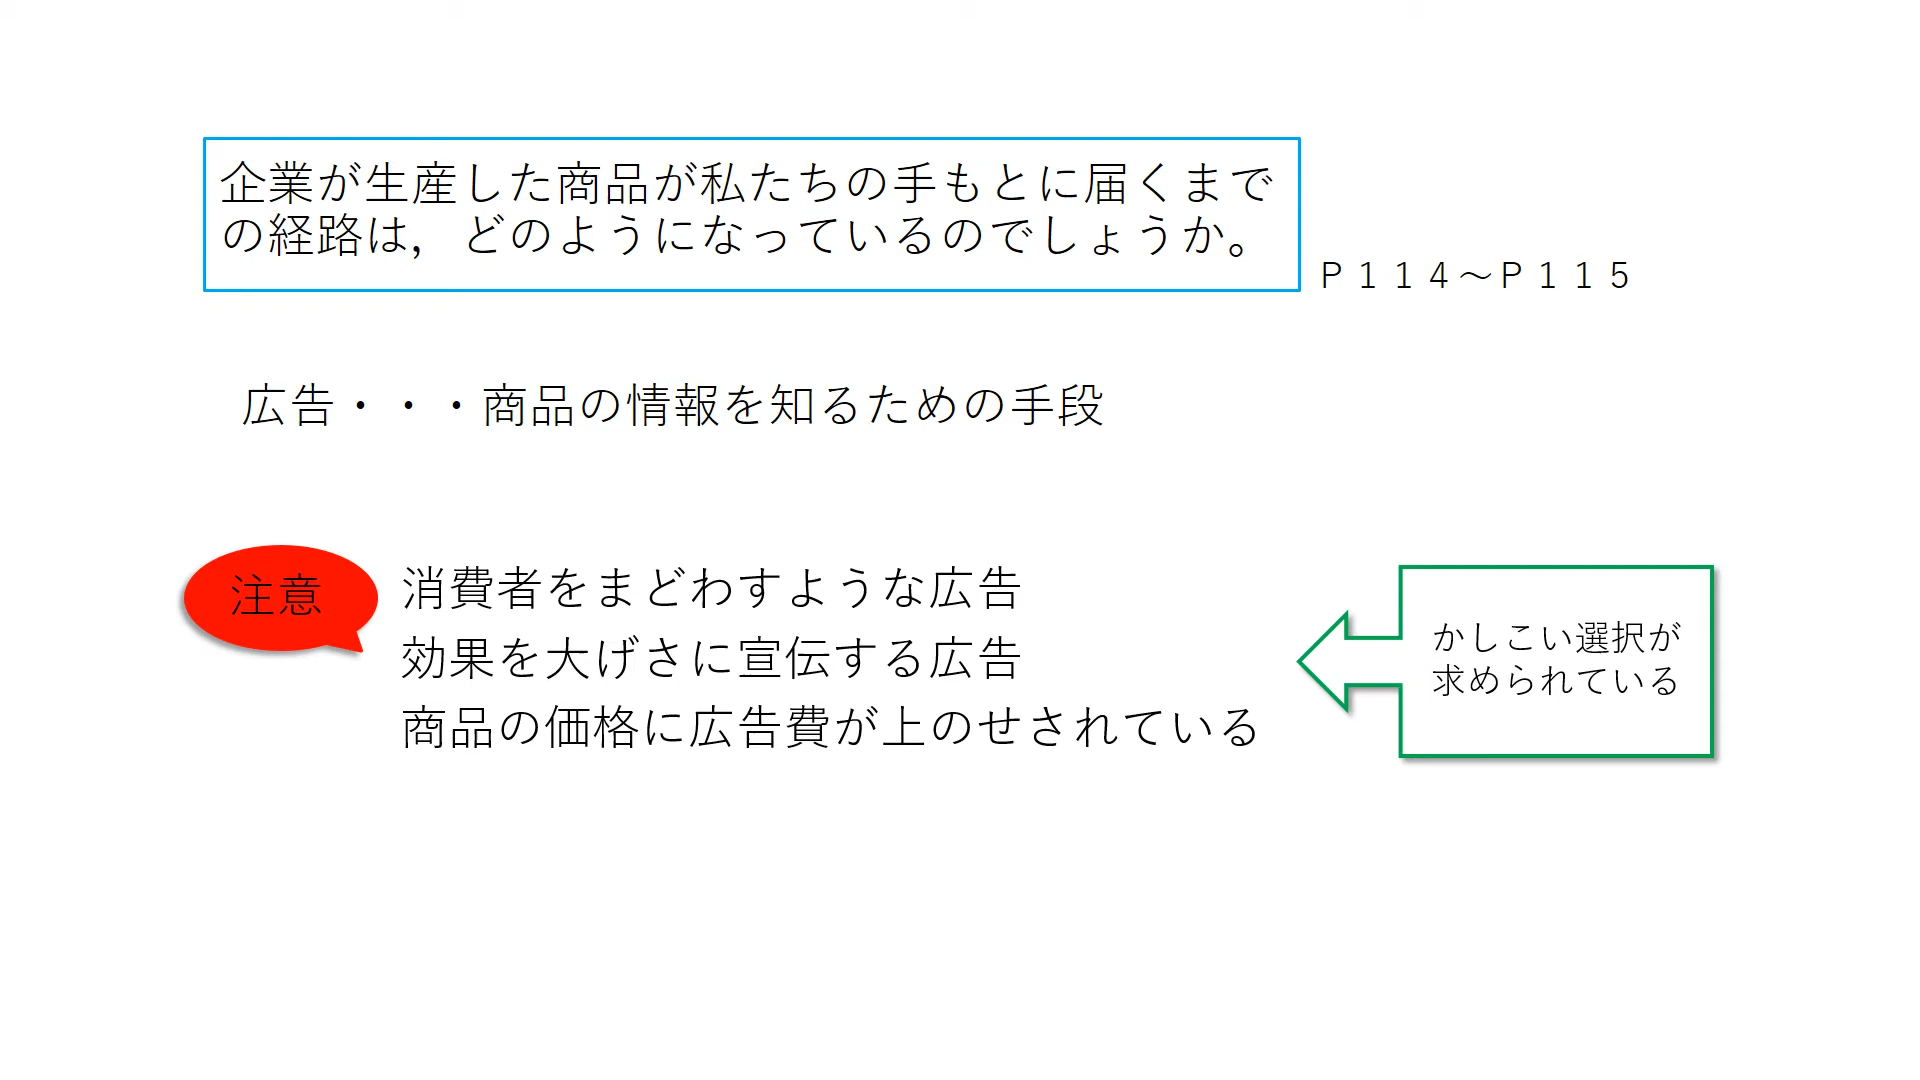 企業が生産した商品が私たちの手もとに届くまで
の経路は，どのようになっているのでしょうか。
Ｐ１１４～Ｐ１１５
広告・・・商品の情報を知るための手段
注意
消費者をまどわすような広告
効果を大げさに宣伝する広告
商品の価格に広告費が上のせされている
かしこい選択が
求められている